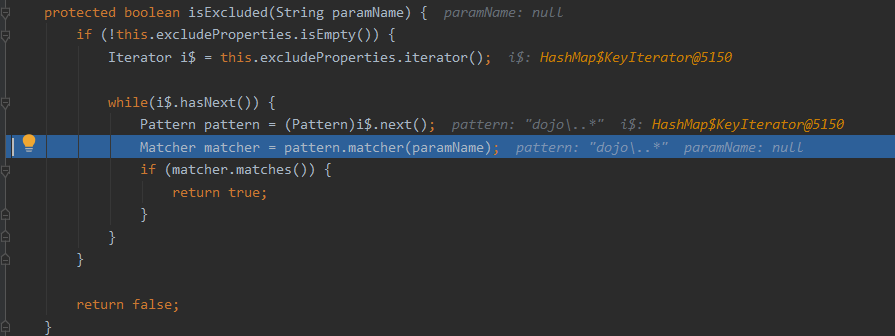 protected boolean isExcluded(String paramName) {  paramName: null
if (!this.excludeProperties.isEmpty()) {
Iterator i$ = this.excludeProperties.iterator();  i$: HashMap$KeyIterator@5150
while(i$.hasNext()) {
Pattern pattern = (Pattern)i$.next();  pattern: "dojo\..*"  i$: HashMap$KeyIterator@5150
Matcher matcher = pattern.matcher(paramName);  pattern: "dojo\..*"  paramName: null
if (matcher.matches()) {
return true;
}
}
}
return false;
}